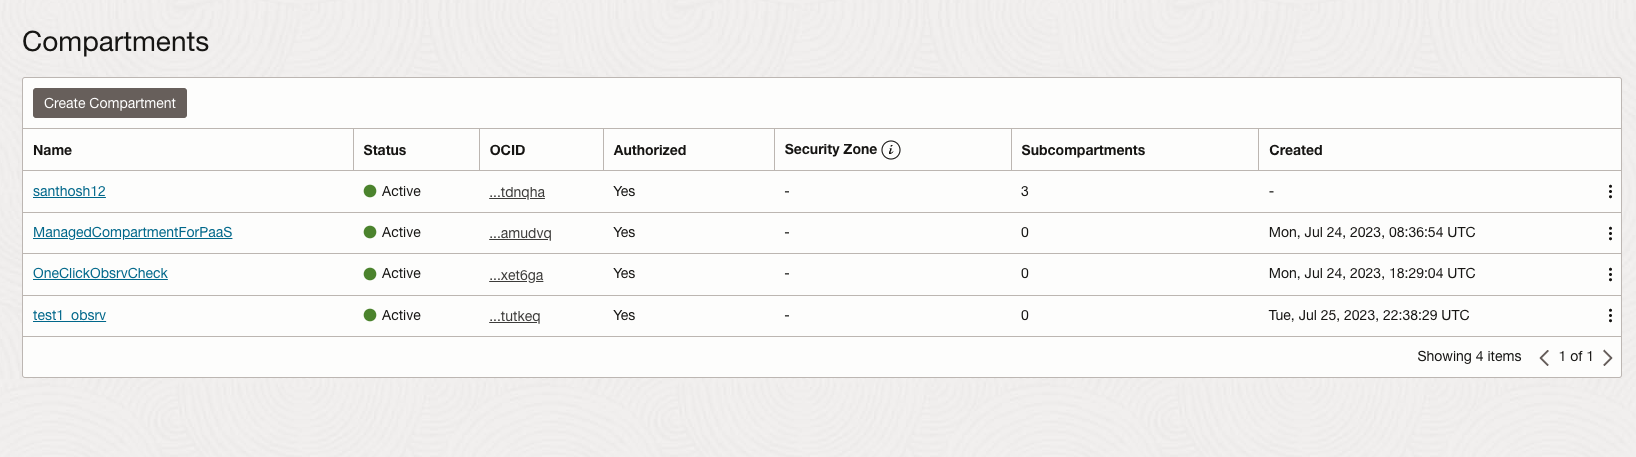 Compartments
Create Compartment
Name Status OCID Authorized Security Zone i Subcompartments Created
santhosh12 Active ...tdnqha Yes - 3 -
ManagedCompartmentForPaaS Active ...amudvq Yes - 0 Mon, Jul 24, 2023, 08:36:54 UTC
OneClickObsrvCheck Active ...xet6ga Yes - 0 Mon, Jul 24, 2023, 18:29:04 UTC
test1_obsrv Active ...tutkeq Yes - 0 Tue, Jul 25, 2023, 22:38:29 UTC
Showing 4 items < 1 of 1 >